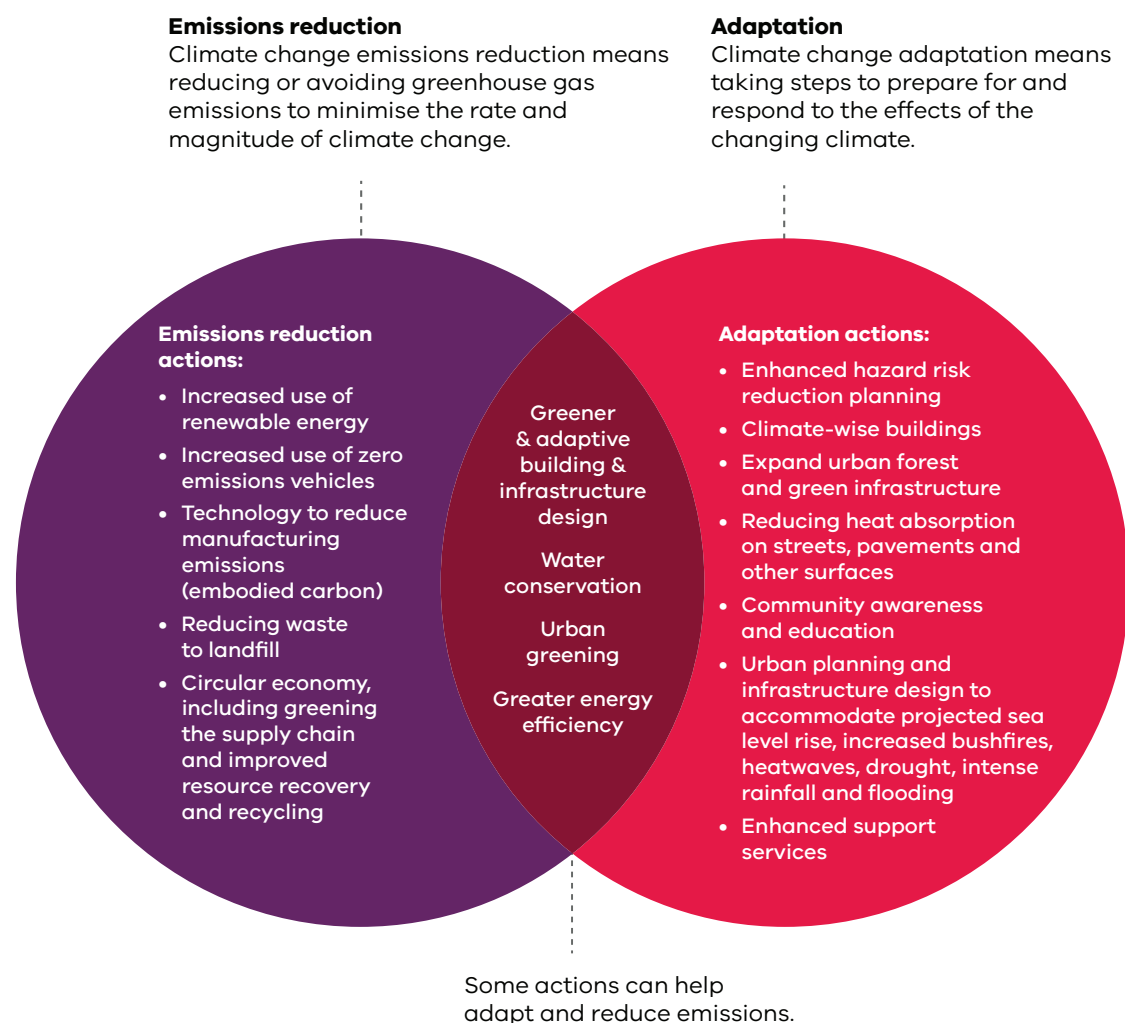 Emissions reduction
Climate change emissions reduction means
reducing or avoiding greenhouse gas
emissions to minimise the rate and
magnitude of climate change.
Adaptation
Climate change adaptation means
taking steps to prepare for and
respond to the effects of the
changing climate.
Emissions reduction
actions:
• Increased use of
renewable energy
• Increased use of zero
emissions vehicles
• Technology to reduce
manufacturing
emissions
(embodied carbon)
• Reducing waste
to landfill
• Circular economy,
including greening
the supply chain
and improved
resource recovery
and recycling
Greener
& adaptive
building &
infrastructure
design
Water
conservation
Urban
greening
Greater energy
efficiency
Adaptation actions:
• Enhanced hazard risk
reduction planning
• Climate-wise buildings
• Expand urban forest
and green infrastructure
• Reducing heat absorption
on streets, pavements and
other surfaces
• Community awareness
and education
• Urban planning and
infrastructure design to
accommodate projected sea
level rise, increased bushfires,
heatwaves, drought, intense
rainfall and flooding
• Enhanced support
services
Some actions can help
adapt and reduce emissions.